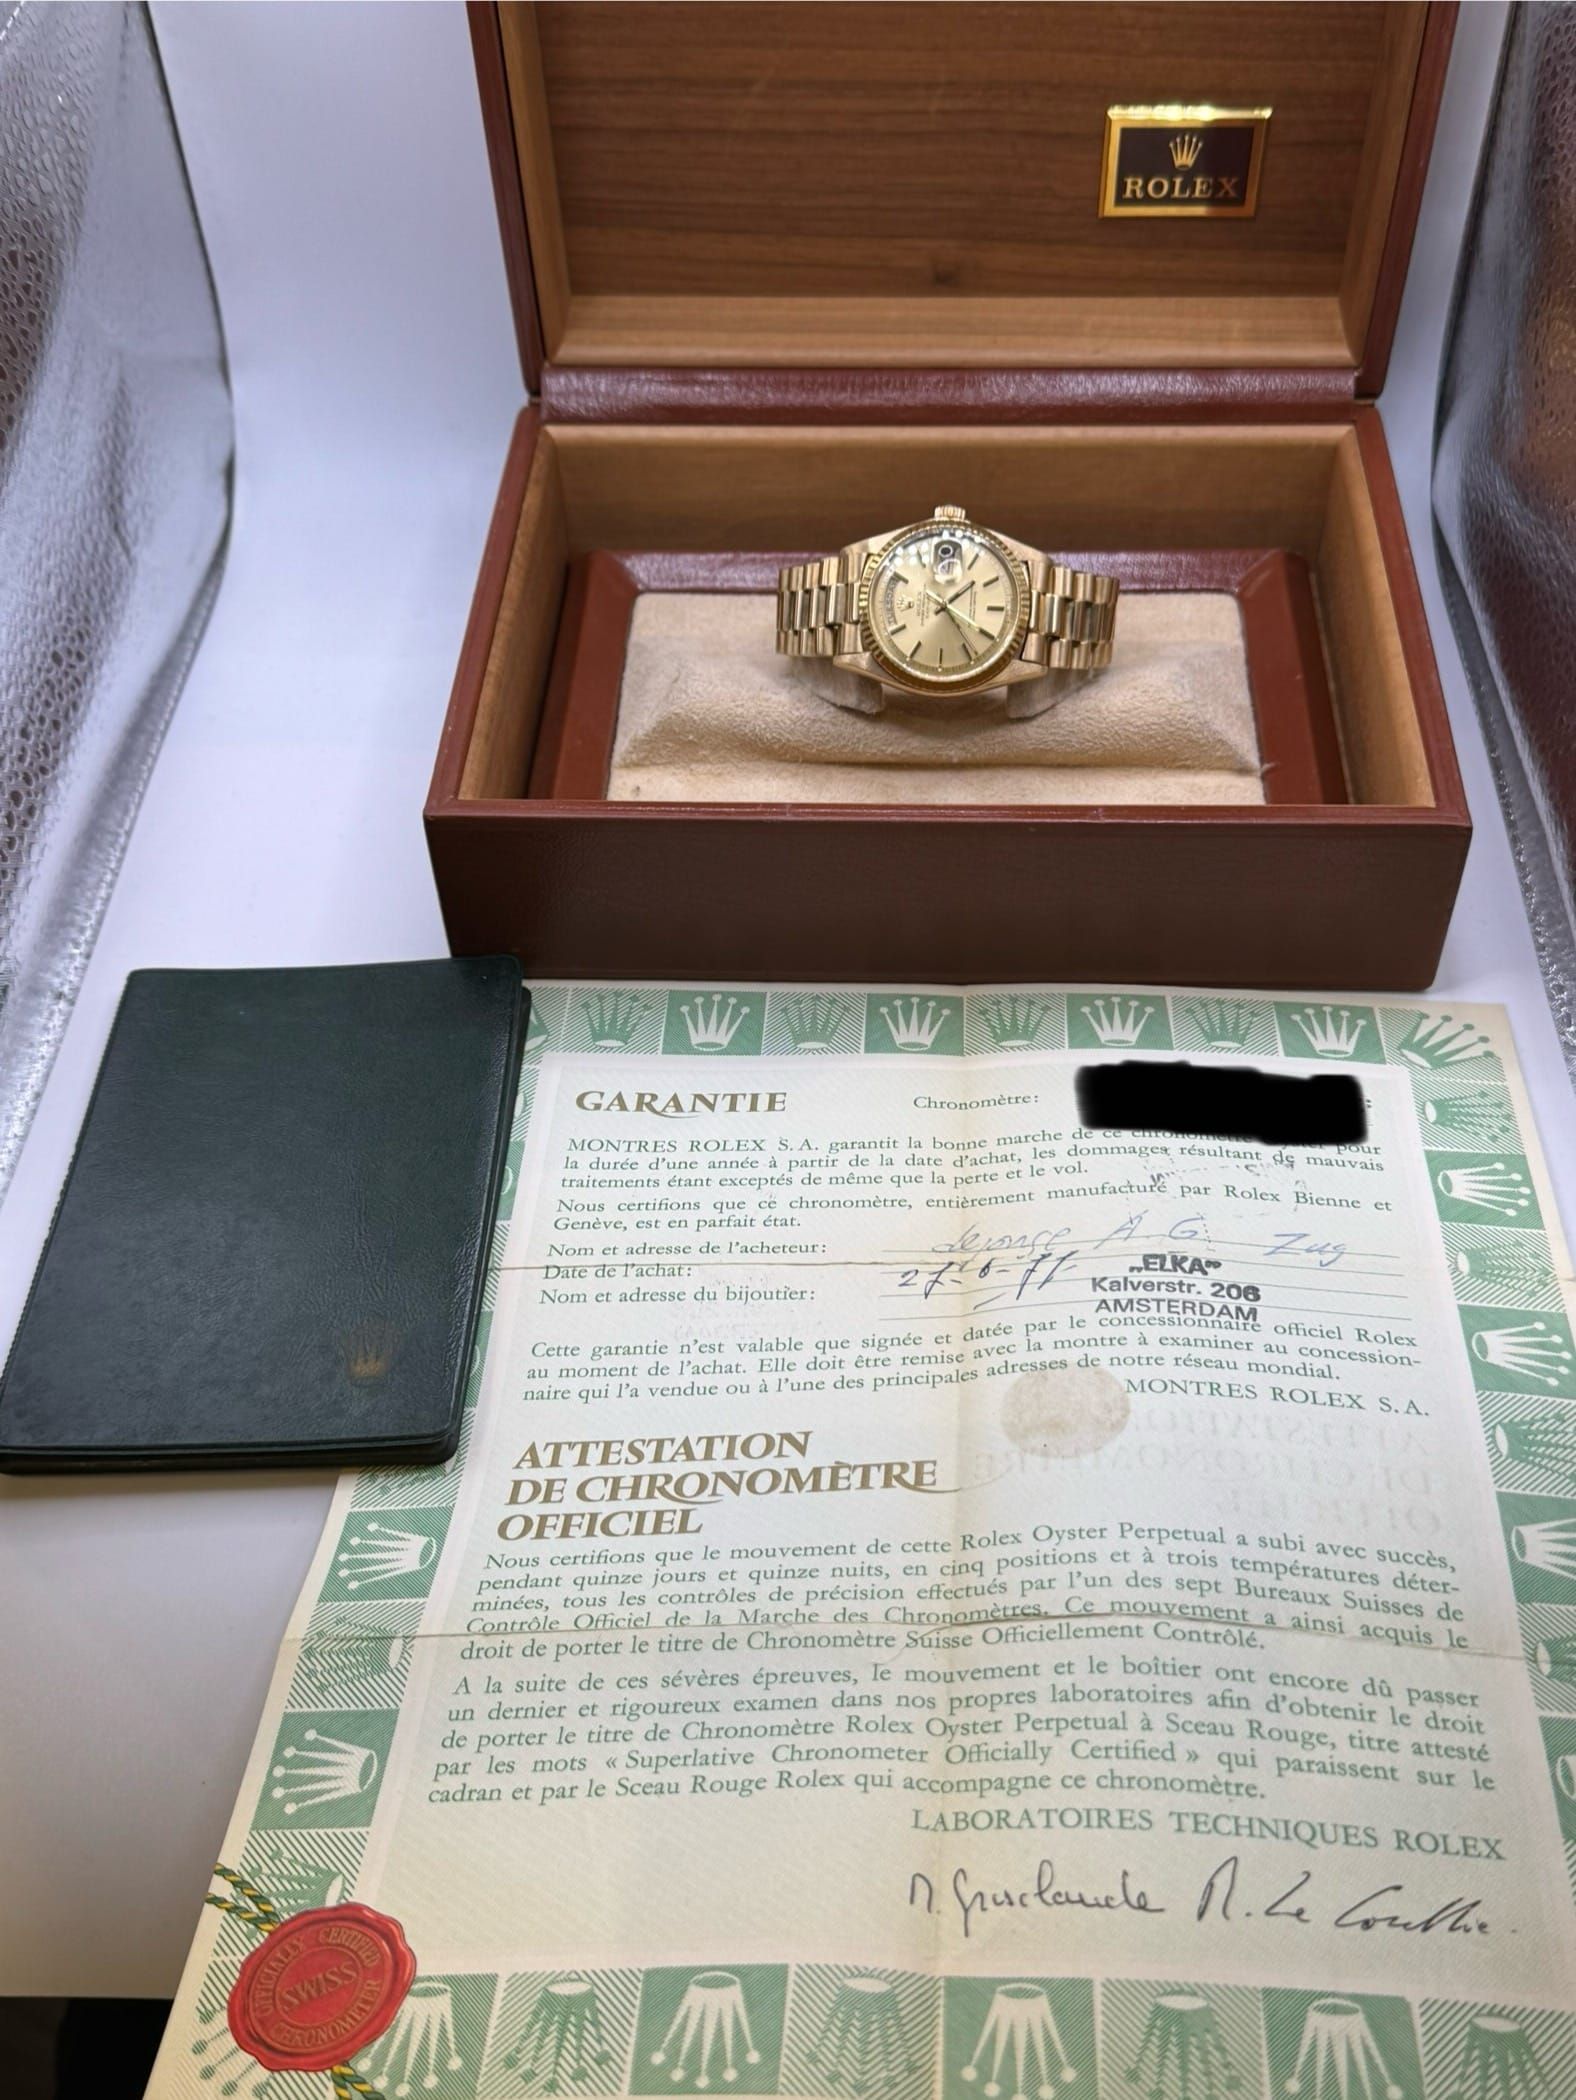 ROLEX
GARANTIE
Chronomètre:
MONTRES ROLEX S.A. garantit la bonne marche de ce chronomètre pour
la durée d'une année à partir de la date d'achat, les dommages résultant de mauvais
traitements étant exceptés de même que la perte et le vol.
Nous certifions que ce chronomètre, entièrement manufacturé par Rolex Bienne et
Genève, est en parfait état.
Nom et adresse de l'acheteur: A G. Zug
Date de l'achat: 27-6-77-
Nom et adresse du bijoutier:
„ELKA”
Kalverstr. 206
AMSTERDAM
Cette garantie n'est valable que signée et datée par le concessionnaire officiel Rolex
au moment de l'achat. Elle doit être remise avec la montre à examiner au concession-
naire qui l'a vendue ou à l'une des principales adresses de notre réseau mondial.
MONTRES ROLEX S.A.
ATTESTATION
DE CHRONOMÈTRE
OFFICIEL
Nous certifions que le mouvement de cette Rolex Oyster Perpetual a subi avec succès,
pendant quinze jours et quinze nuits, en cinq positions et à trois températures déter-
minées, tous les contrôles de précision effectués par l'un des sept Bureaux Suisses de
Contrôle Officiel de la Marche des Chronomètres. Ce mouvement a ainsi acquis le
droit de porter le titre de Chronomètre Suisse Officiellement Contrôlé.
A la suite de ces sévères épreuves, le mouvement et le boîtier ont encore dû passer
un dernier et rigoureux examen dans nos propres laboratoires afin d'obtenir le droit
de porter le titre de Chronomètre Rolex Oyster Perpetual à Sceau Rouge, titre attesté
par les mots « Superlative Chronometer Officially Certified » qui paraissent sur le
cadran et par le Sceau Rouge Rolex qui accompagne ce chronomètre.
LABORATOIRES TECHNIQUES ROLEX
OFFICIALLY CERTIFIED
SWISS
CHRONOMETER